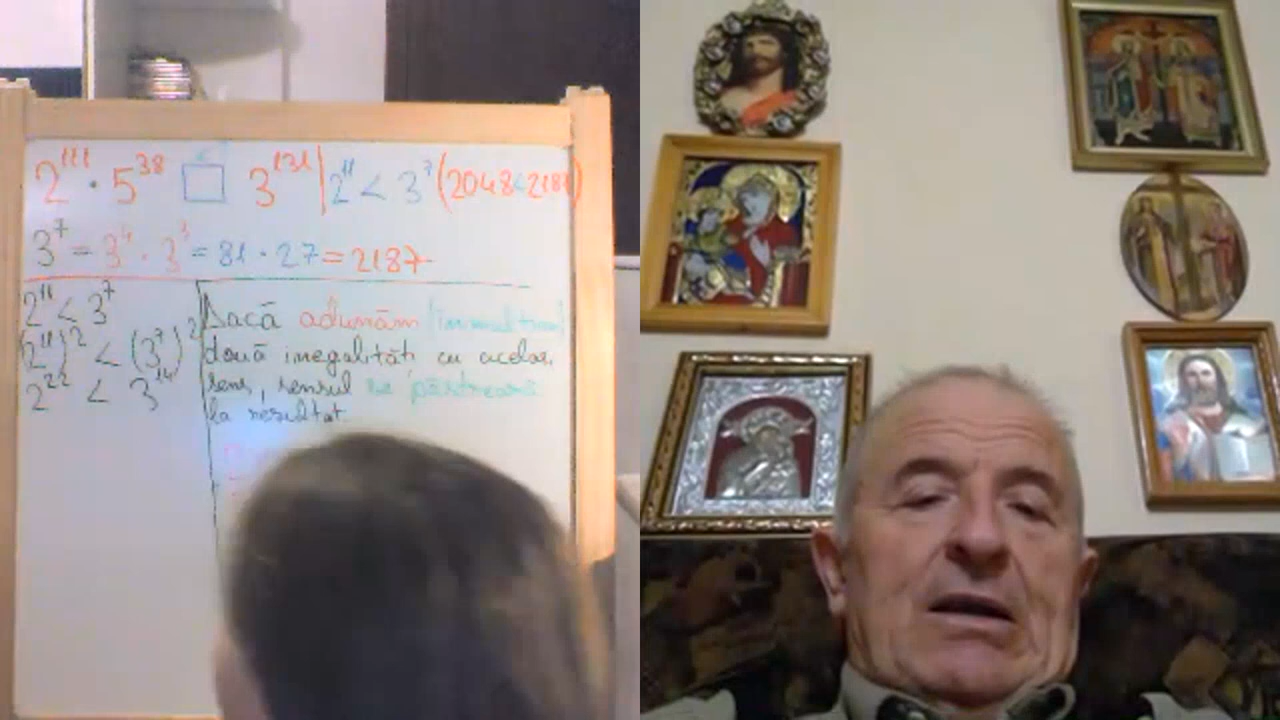 2¹¹¹ · 5³⁸ □ 3¹³¹ | 2¹¹ < 3⁷ (2048<2187)
3⁷ = 3⁴ · 3³ = 81 · 27 = 2187
2¹¹ < 3⁷
(2¹¹)² < (3⁷)²
2²² < 3¹⁴
Dacă adunăm (înmulțim)
două inegalități cu același
sens, sensul se păstrează
la rezultat.